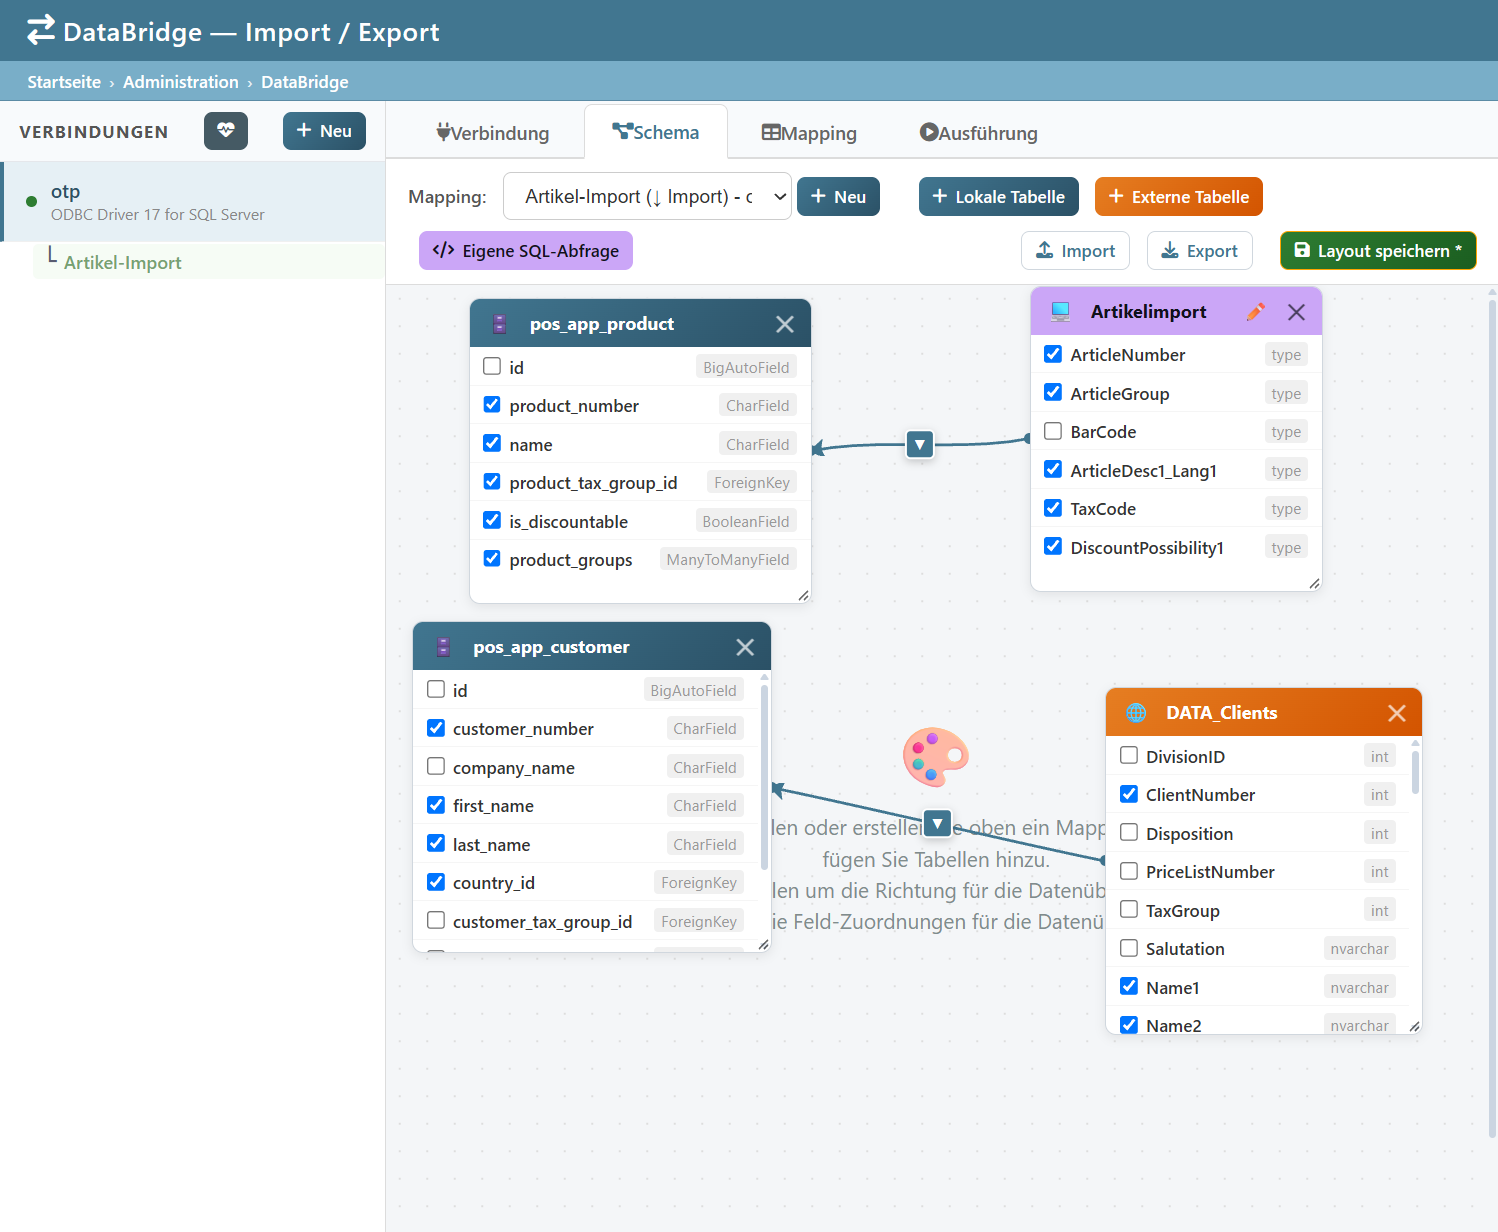 DataBridge — Import / Export
Startseite › Administration › DataBridge
VERBINDUNGEN
+ Neu
otp
ODBC Driver 17 for SQL Server
Artikel-Import
Verbindung
Schema
Mapping
Ausführung
Mapping:
Artikel-Import (↓ Import) - c
+ Neu
+ Lokale Tabelle
+ Externe Tabelle
</> Eigene SQL-Abfrage
Import
Export
Layout speichern *
pos_app_product
id BigAutoField
product_number CharField
name CharField
product_tax_group_id ForeignKey
is_discountable BooleanField
product_groups ManyToManyField
Artikelimport
ArticleNumber type
ArticleGroup type
BarCode type
ArticleDesc1_Lang1 type
TaxCode type
DiscountPossibility1 type
pos_app_customer
id BigAutoField
customer_number CharField
company_name CharField
first_name CharField
last_name CharField
country_id ForeignKey
customer_tax_group_id ForeignKey
len oder erstelle e oben ein Mapp
fügen Sie Tabellen hinzu.
len um die Richtung für die Datenüb
ie Feld-Zuordnungen für die Datenü
DATA_Clients
DivisionID int
ClientNumber int
Disposition int
PriceListNumber int
TaxGroup int
Salutation nvarchar
Name1 nvarchar
Name2 nvarchar